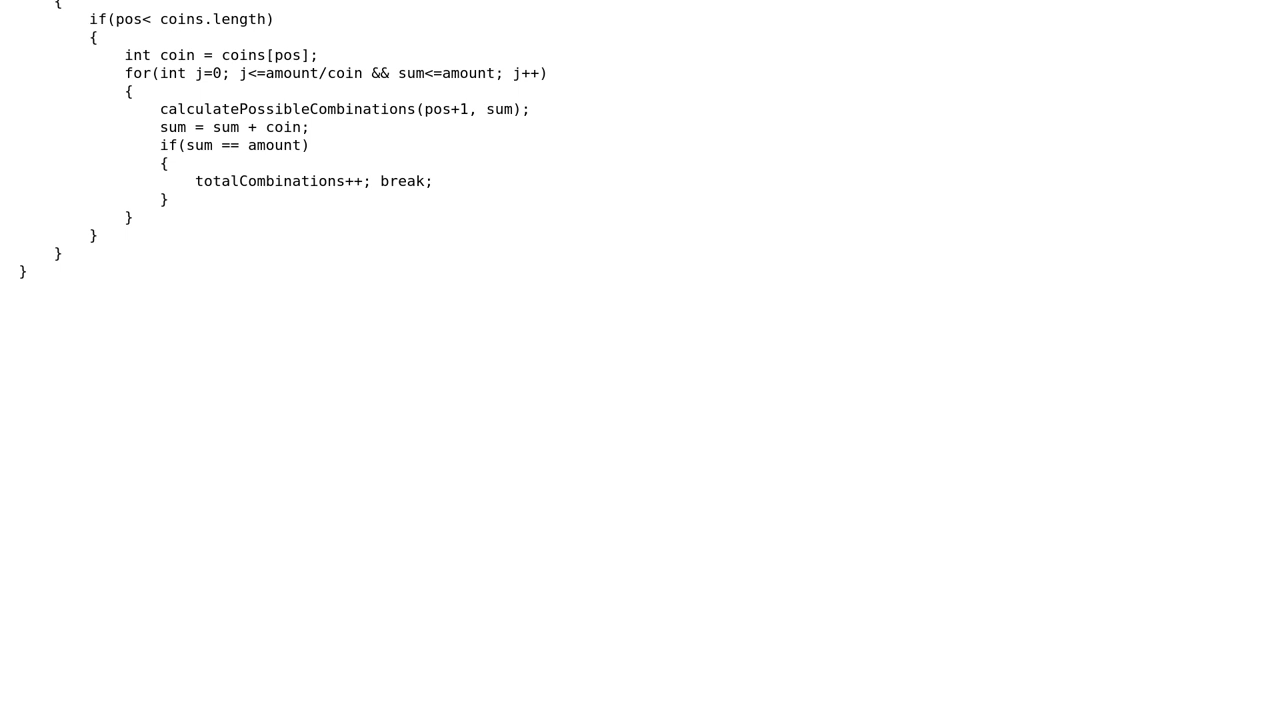 {
if(pos< coins.length)
{
int coin = coins[pos];
for(int j=0; j<=amount/coin && sum<=amount; j++)
{
calculatePossibleCombinations(pos+1, sum);
sum = sum + coin;
if(sum == amount)
{
totalCombinations++; break;
}
}
}
}
}